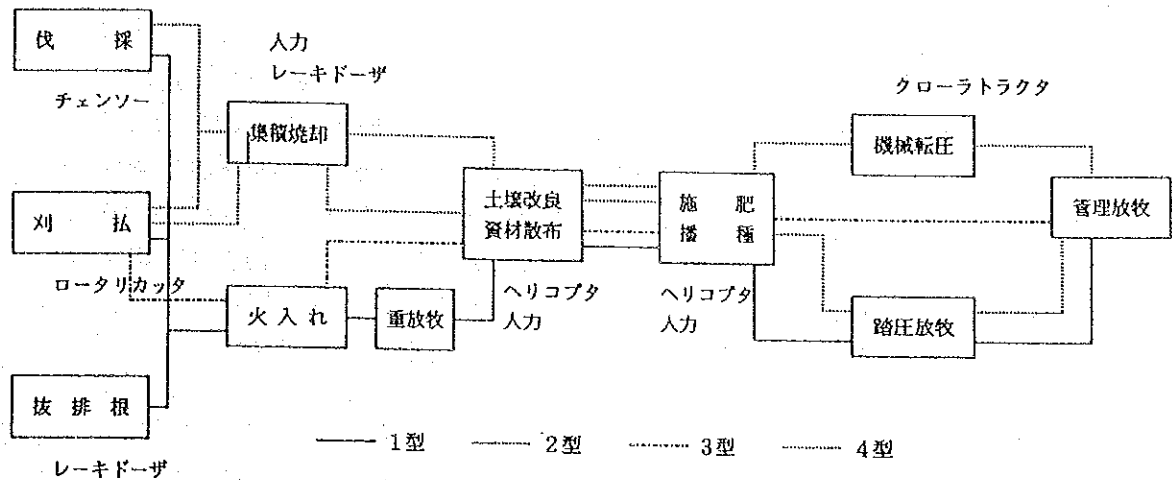 伐採
チェンソー
人力
レーキドーザ
集積焼却
クローラトラクタ
機械転圧
刈払
ロータリカッタ
土壌改良
資材散布
施肥
播種
管理放牧
火入れ
重放牧
ヘリコプタ
人力
ヘリコプタ
人力
踏圧放牧
抜排根
レーキドーザ
1型 2型 3型 4型